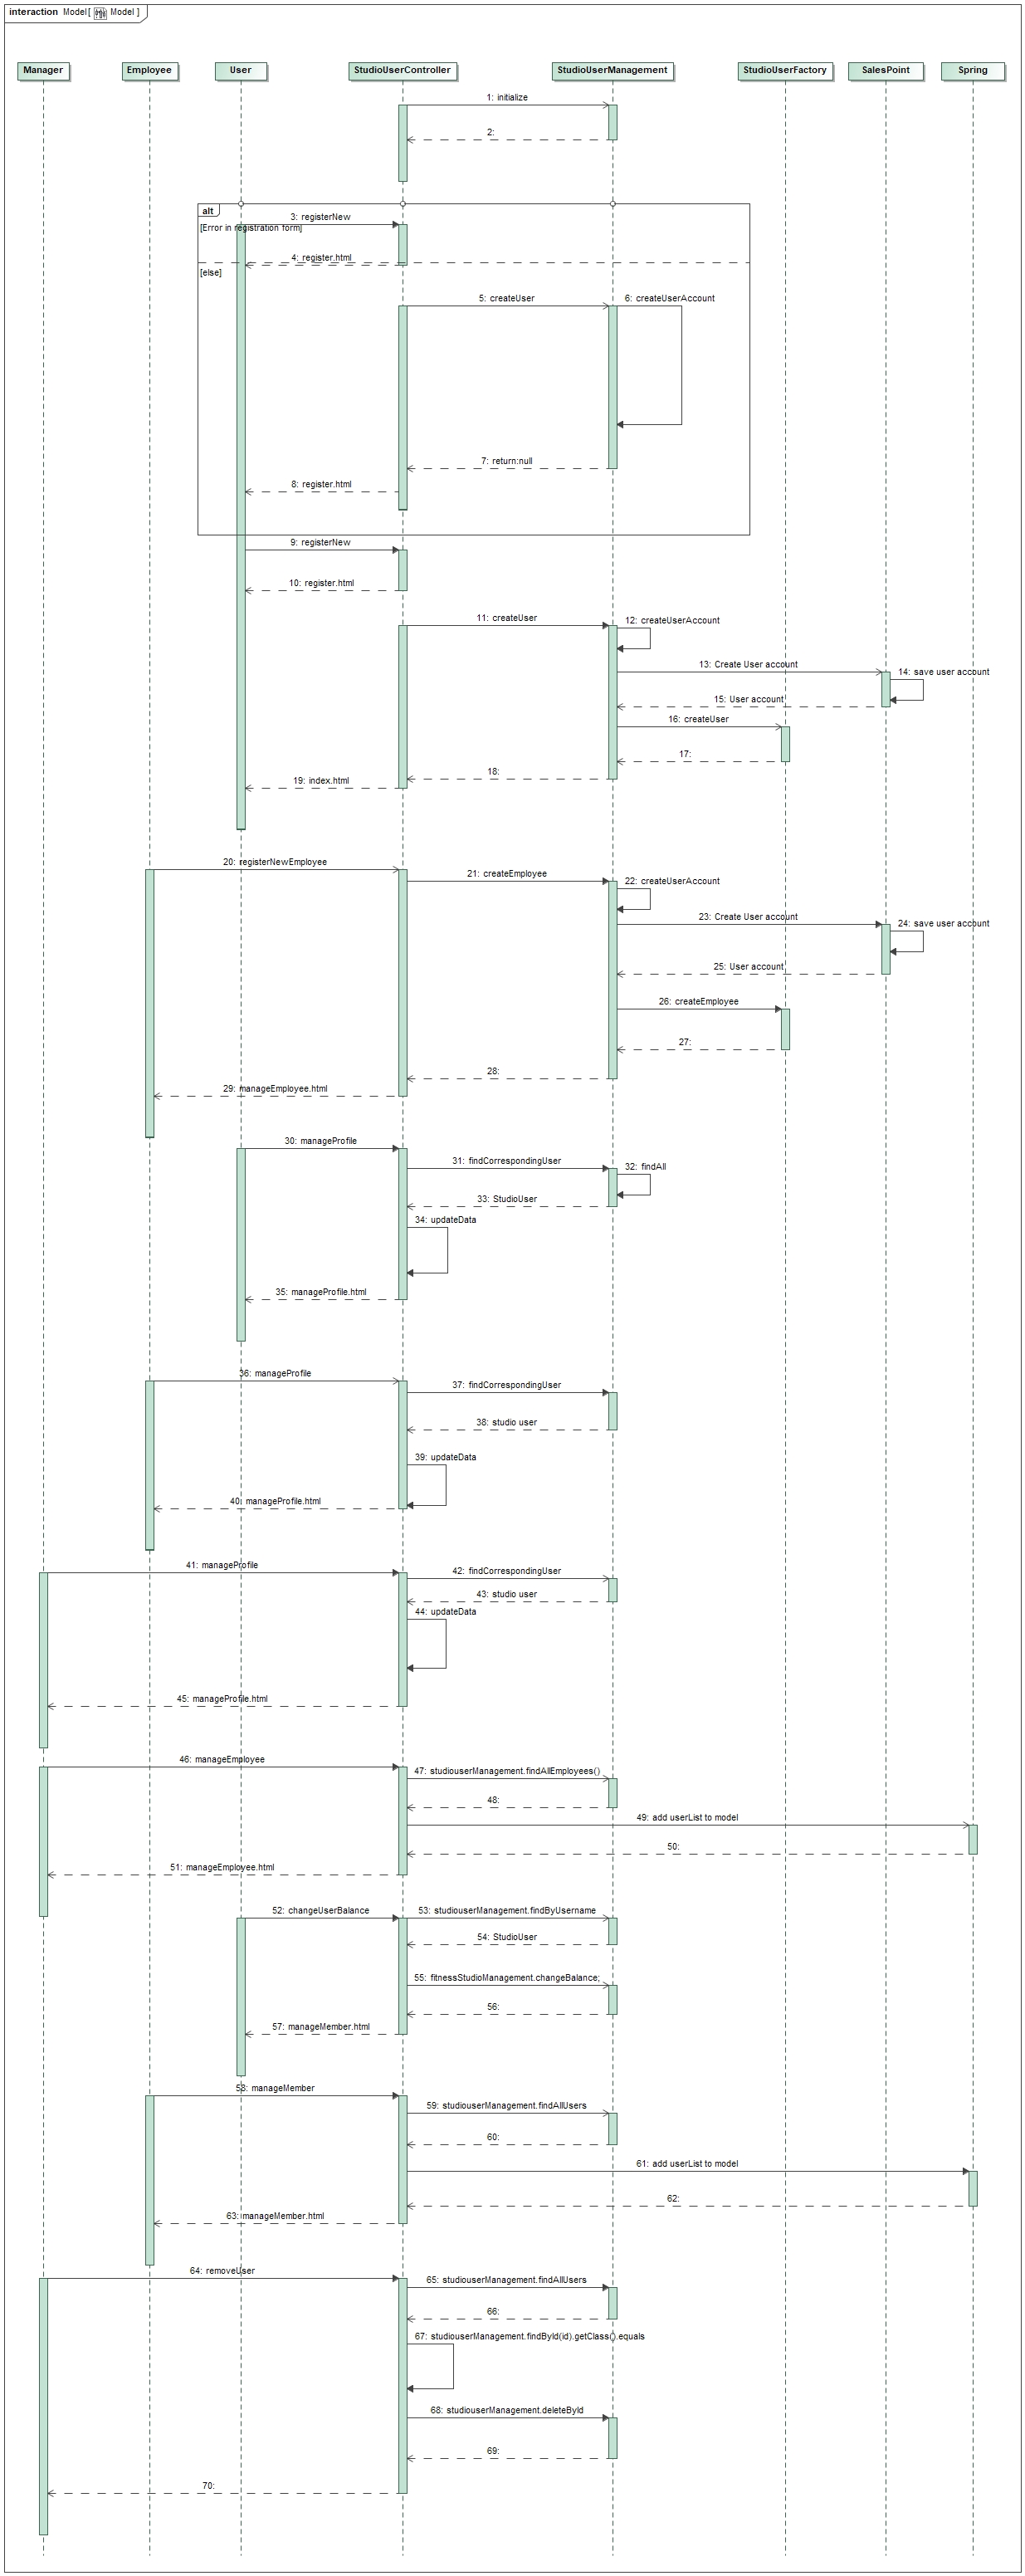 interaction Model[ Model ]
Manager
Employee
User
StudioUserController
StudioUserManagement
StudioUserFactory
SalesPoint
Spring
1: initialize
2:
alt
3: registerNew
[Error in registration form]
4: register.html
[else]
5: createUser
6: createUserAccount
7: return:null
8: register.html
9: registerNew
10: register.html
11: createUser
12: createUserAccount
13: Create User account
14: save user account
15: User account
16: createUser
17:
18:
19: index.html
20: registerNewEmployee
21: createEmployee
22: createUserAccount
23: Create User account
24: save user account
25: User account
26: createEmployee
27:
28:
29: manageEmployee.html
30: manageProfile
31: findCorrespondingUser
32: findAll
33: StudioUser
34: updateData
35: manageProfile.html
36: manageProfile
37: findCorrespondingUser
38: studio user
39: updateData
40: manageProfile.html
41: manageProfile
42: findCorrespondingUser
43: studio user
44: updateData
45: manageProfile.html
46: manageEmployee
47: studiouserManagement.findAllEmployees()
48:
49: add userList to model
50:
51: manageEmployee.html
52: changeUserBalance
53: studiouserManagement.findByUsername
54: StudioUser
55: fitnessStudioManagement.changeBalance;
56:
57: manageMember.html
58: manageMember
59: studiouserManagement.findAllUsers
60:
61: add userList to model
62:
63: manageMember.html
64: removeUser
65: studiouserManagement.findAllUsers
66:
67: studiouserManagement.findById(id).getClass().equals
68: studiouserManagement.deleteById
69:
70: